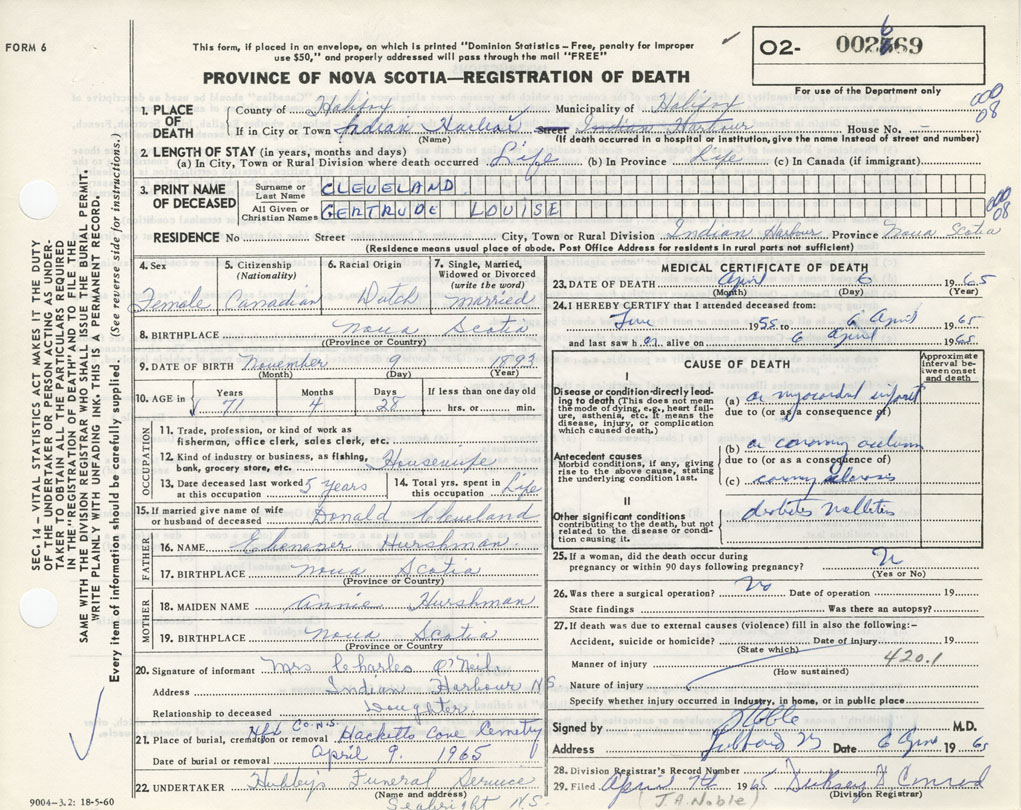 FORM 6
This form, if placed in an envelope, on which is printed "Dominion Statistics – Free, penalty for improper
use $50," and properly addressed will pass through the mail "FREE"
PROVINCE OF NOVA SCOTIA—REGISTRATION OF DEATH
02-
For use of the Department only
000
08
1. PLACE OF DEATH
County of Halifax Municipality of Halifax
If in City or Town Indian Harbour Street Indian Harbour House No.
(Name) (If death occurred in a hospital or institution, give the name instead of street and number)
2. LENGTH OF STAY (in years, months and days)
(a) In City, Town or Rural Division where death occurred Life (b) In Province Life (c) In Canada (if immigrant)
3. PRINT NAME OF DECEASED
Surname or Last Name CLEVELAND
All Given or Christian Names GERTRUDE LOUISE
000
08
RESIDENCE No Street City, Town or Rural Division Indian Harbour Province Nova Scotia
(Residence means usual place of abode. Post Office Address for residents in rural parts not sufficient)
4. Sex 5. Citizenship (Nationality) 6. Racial Origin 7. Single, Married, Widowed or Divorced (write the word)
Female Canadian Dutch married
8. BIRTHPLACE Nova Scotia
(Province or Country)
9. DATE OF BIRTH November 9 1893
(Month) (Day) (Year)
10. AGE in Years Months Days If less than one day old
71 4 28 hrs. or min.
OCCUPATION
11. Trade, profession, or kind of work as
fisherman, office clerk, sales clerk, etc.
12. Kind of industry or business, as fishing,
bank, grocery store, etc. Housewife
13. Date deceased last worked at this occupation 5 years
14. Total yrs. spent in this occupation Life
15. If married give name of wife
or husband of deceased Donald Cleveland
FATHER
16. NAME Ebenezer Hurshman
17. BIRTHPLACE Nova Scotia
(Province or Country)
MOTHER
18. MAIDEN NAME Annie Hurshman
19. BIRTHPLACE Nova Scotia
(Province or Country)
20. Signature of informant Mrs Charles O'Neil
Address Indian Harbour NS
Relationship to deceased Daughter
21. Place of burial, cremation or removal Hfx Co. N.S. Hacketts Cove Cemetry
Date of burial or removal April 9. 1965
22. UNDERTAKER Hubley's Funeral Service
(Name and address)
Seabright N.S.
9004-3.2: 18-5-60
MEDICAL CERTIFICATE OF DEATH
23. DATE OF DEATH April 6 1965
(Month) (Day) (Year)
24. I HEREBY CERTIFY that I attended deceased from:
1955 to 6 April 1965
and last saw her alive on 6 April 1965
CAUSE OF DEATH
Approximate interval between onset and death
I
Disease or condition directly leading
to death (This does not mean
the mode of dying, e.g., heart failure,
asthenia, etc. It means the
disease, injury, or complication
which caused death.)
(a) myocardial infarct
due to (or as a consequence of)
Antecedent causes
Morbid conditions, if any, giving
rise to the above cause, stating
the underlying condition last.
(b) coronary occlusion
due to (or as a consequence of)
(c) coronary sclerosis
II
Other significant conditions
contributing to the death, but not
related to the disease or condition
causing it.
diabetes mellitus
25. If a woman, did the death occur during
pregnancy or within 90 days following pregnancy?
(Yes or No)
26. Was there a surgical operation? No Date of operation 19
State findings Was there an autopsy?
27. If death was due to external causes (violence) fill in also the following:-
Accident, suicide or homicide? Date of injury 19
(State which)
Manner of injury 420.1
(How sustained)
Nature of injury
Specify whether injury occurred in Industry, in home, or in public place
Signed by M.D.
Address Date 6 1965
28. Division Registrar's Record Number
29. Filed April 7th 1965 Conrad
(Division Registrar)
(J.A. Noble)
SEC. 14 – VITAL STATISTICS ACT MAKES IT THE DUTY
OF THE UNDERTAKER OR PERSON ACTING AS UNDERTAKER
TO OBTAIN ALL THE PARTICULARS REQUIRED
IN THE "REGISTRATION OF DEATH" AND TO FILE THE
SAME WITH THE DIVISION REGISTRAR WHO SHALL ISSUE THE BURIAL PERMIT.
WRITE PLAINLY WITH UNFADING INK. THIS IS A PERMANENT RECORD.
Every item of information should be carefully supplied. (See reverse side for instructions.)